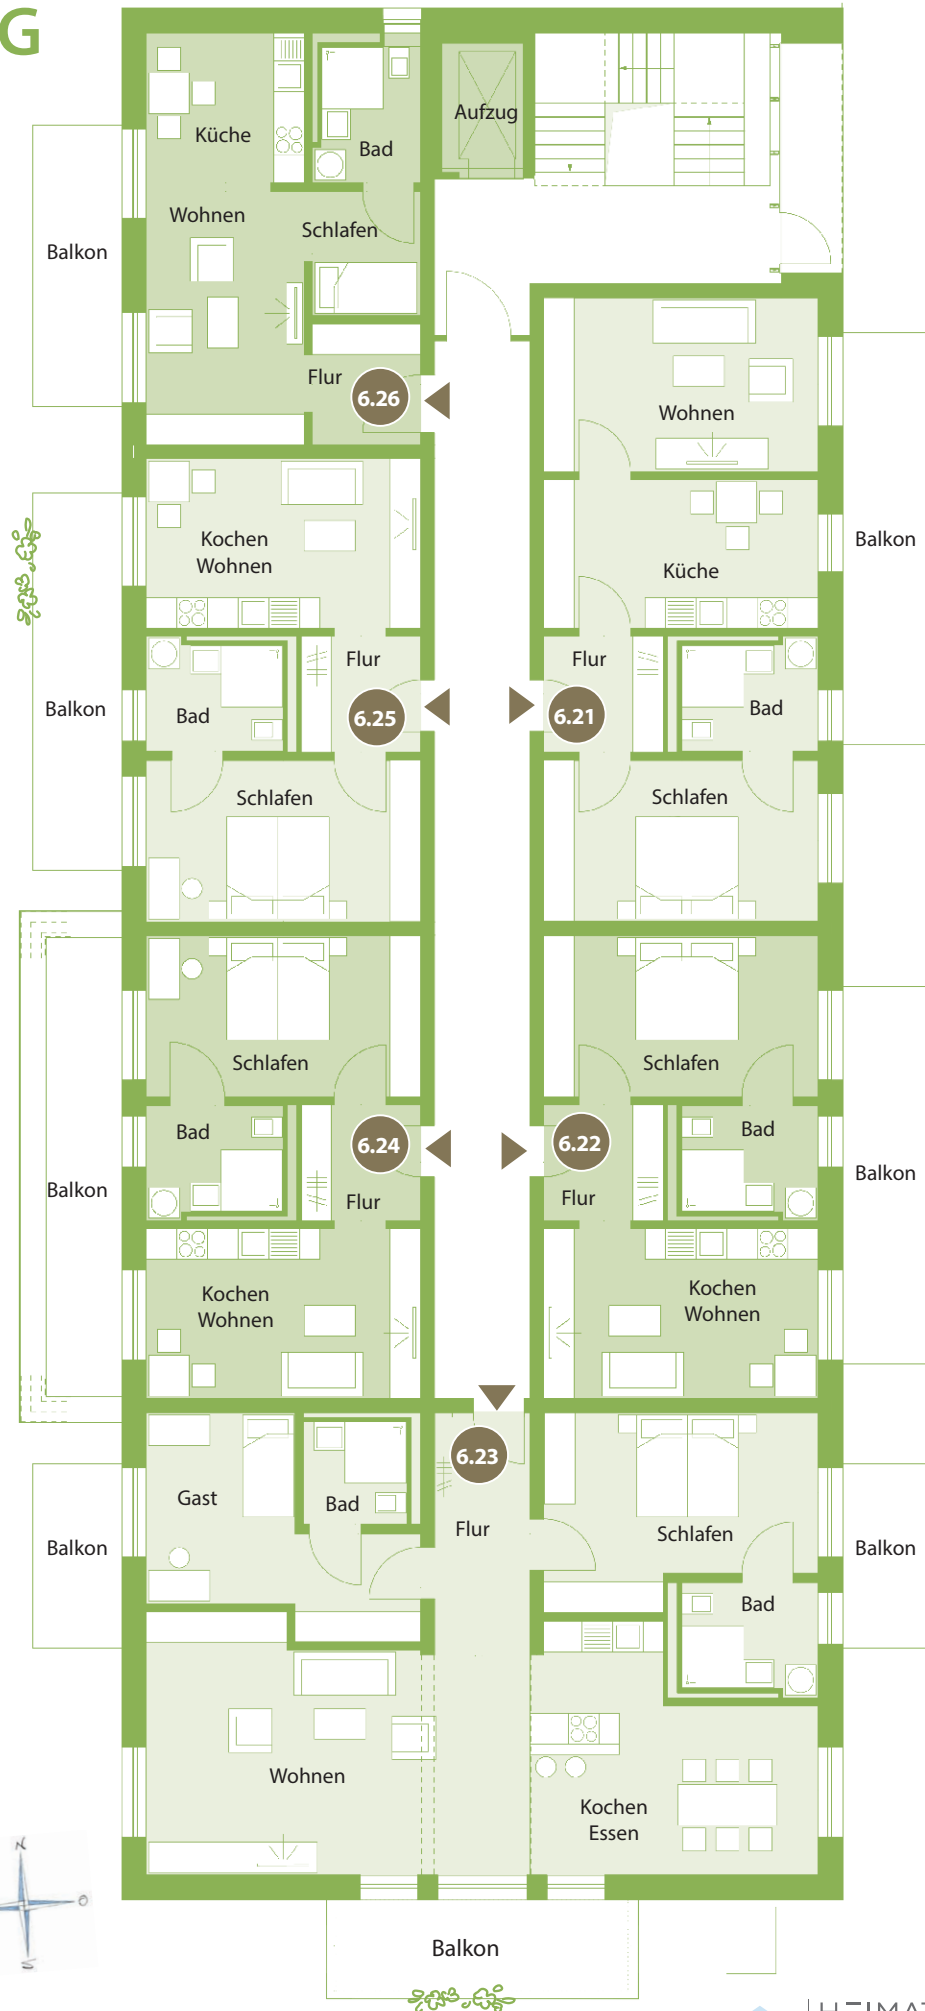 G
Aufzug
Küche
Bad
Wohnen
Schlafen
Balkon
Flur
6.26
Wohnen
Kochen
Wohnen
Küche
Balkon
Flur
Flur
Balkon
Bad
6.25
6.21
Bad
Schlafen
Schlafen
Schlafen
Schlafen
Bad
6.24
6.22
Bad
Balkon
Flur
Flur
Balkon
Kochen
Wohnen
Kochen
Wohnen
6.23
Gast
Bad
Flur
Schlafen
Balkon
Balkon
Bad
Wohnen
Kochen
Essen
N
O
S
Balkon
HEIMAT